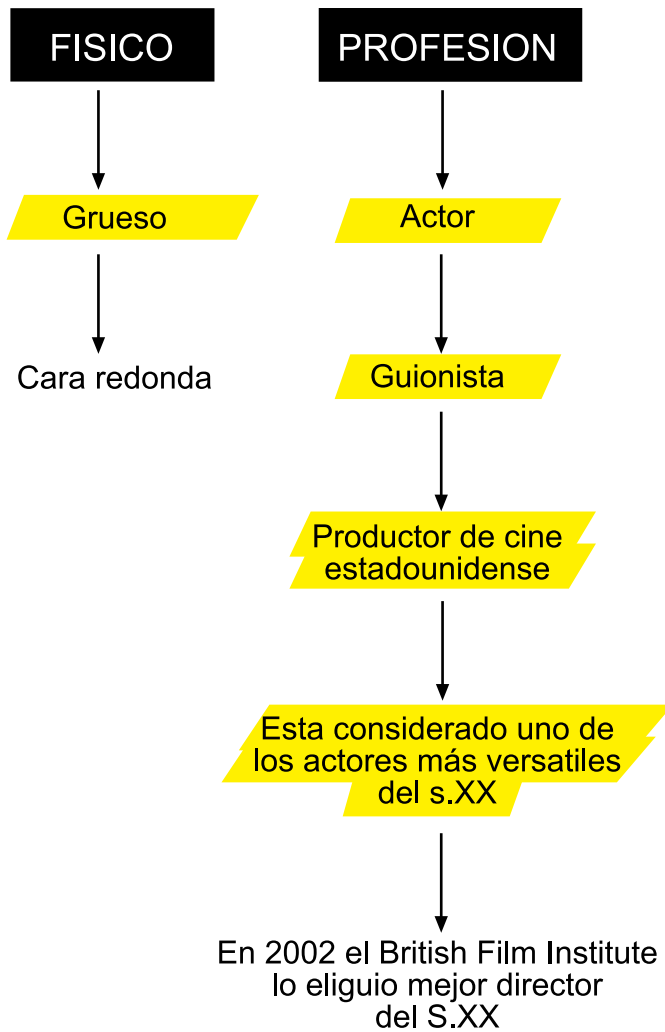 FISICO
Grueso
Cara redonda
PROFESION
Actor
Guionista
Productor de cine
estadounidense
Esta considerado uno de
los actores más versatiles
del s.XX
En 2002 el British Film Institute
lo eliguio mejor director
del S.XX